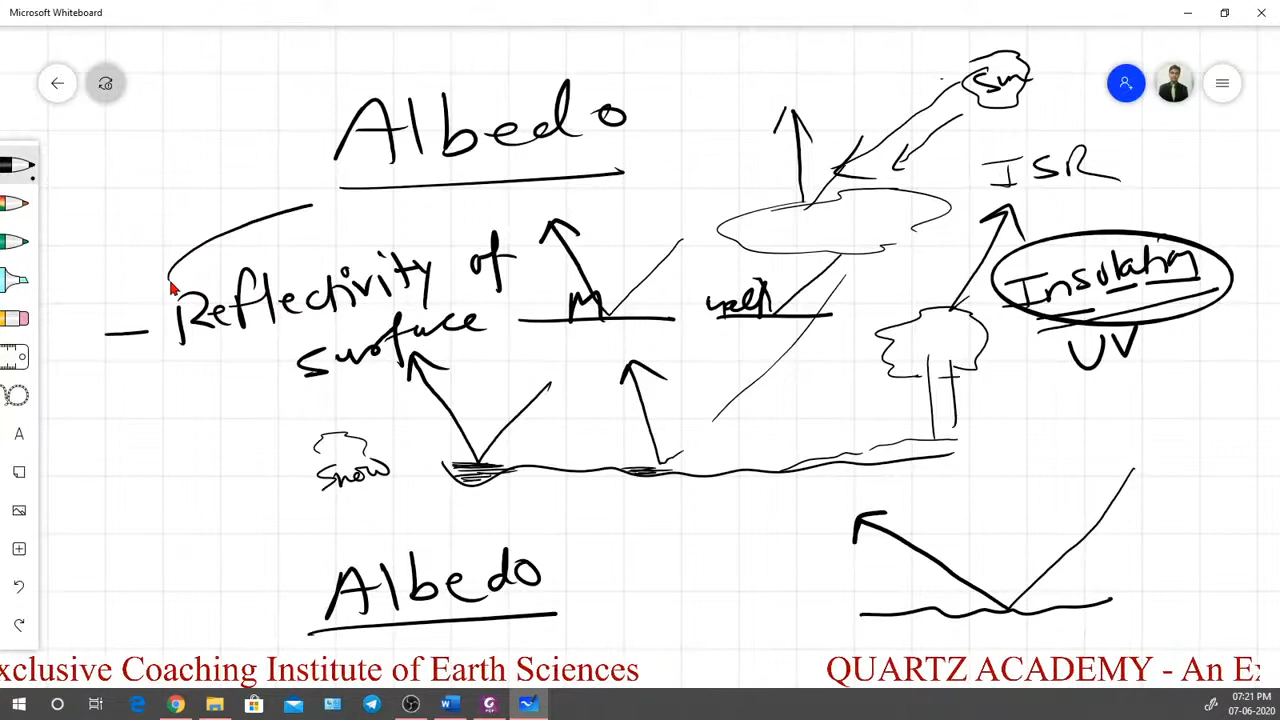 Microsoft Whiteboard
Albedo
Sun
ISR
- Reflectivity of
surface
M
Insolation
UV
Snow
Albedo
A
xclusive Coaching Institute of Earth Sciences
QUARTZ ACADEMY - An Ex
07:21 PM
07-06-2020